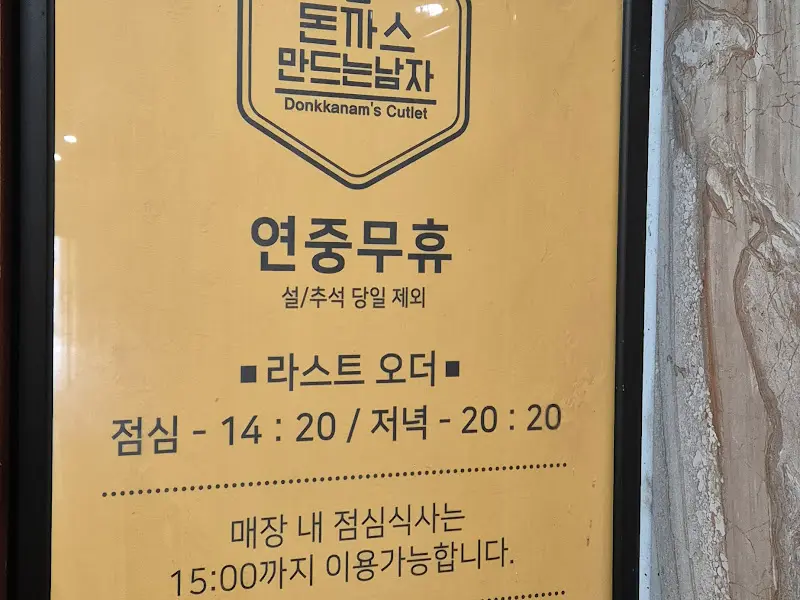 돈까스
만드는남자
Donkkanam's Cutlet
연중무휴
설/추석 당일 제외
■라스트 오더■
점심 - 14 : 20 / 저녁 - 20 : 20
매장 내 점심식사는
15:00까지 이용가능합니다.